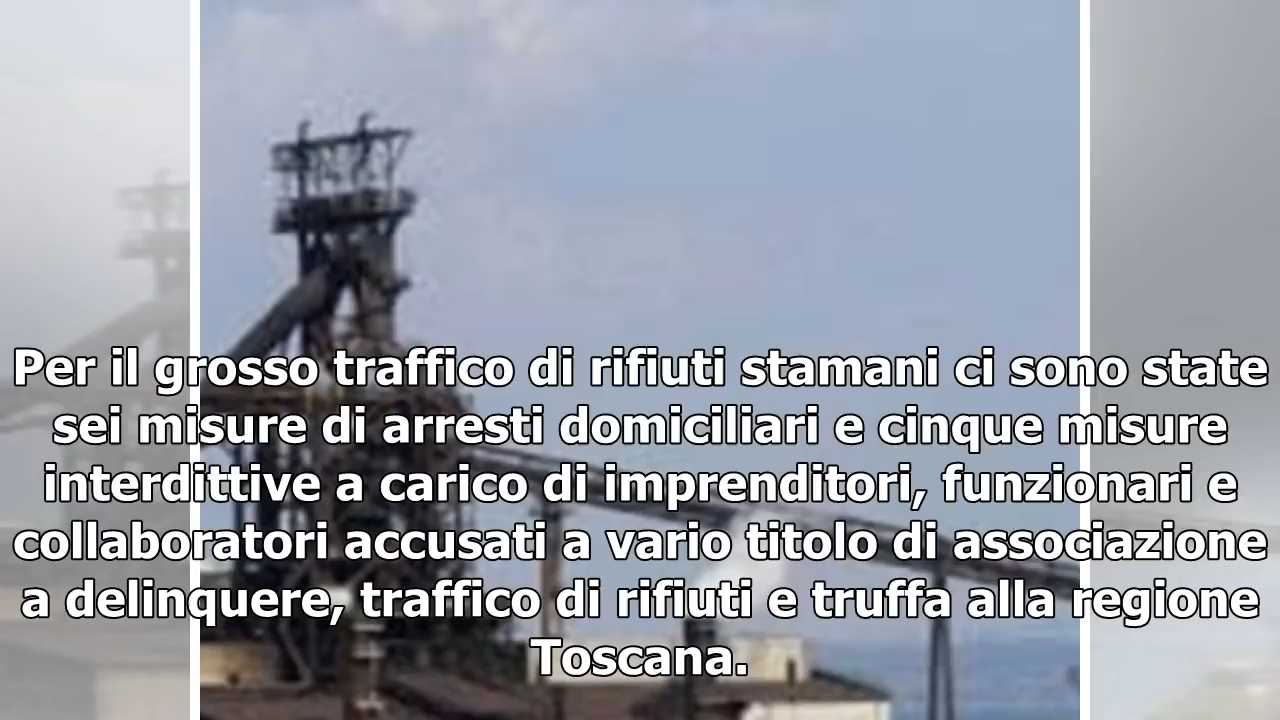 Per il grosso traffico di rifiuti stamani ci sono state
sei misure di arresti domiciliari e cinque misure
interdittive a carico di imprenditori, funzionari e
collaboratori accusati a vario titolo di associazione
a delinquere, traffico di rifiuti e truffa alla regione
Toscana.